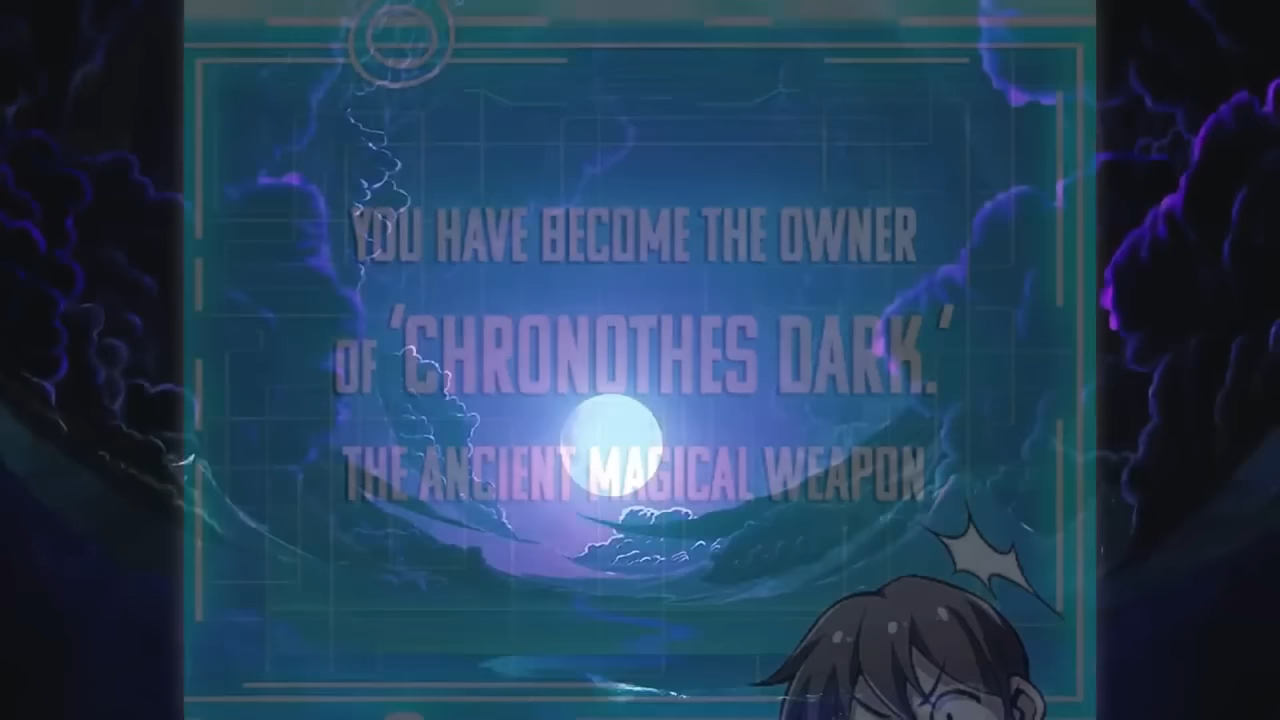 YOU HAVE BECOME THE OWNER
OF 'CHRONOTHES DARK.'
THE ANCIENT MAGICAL WEAPON